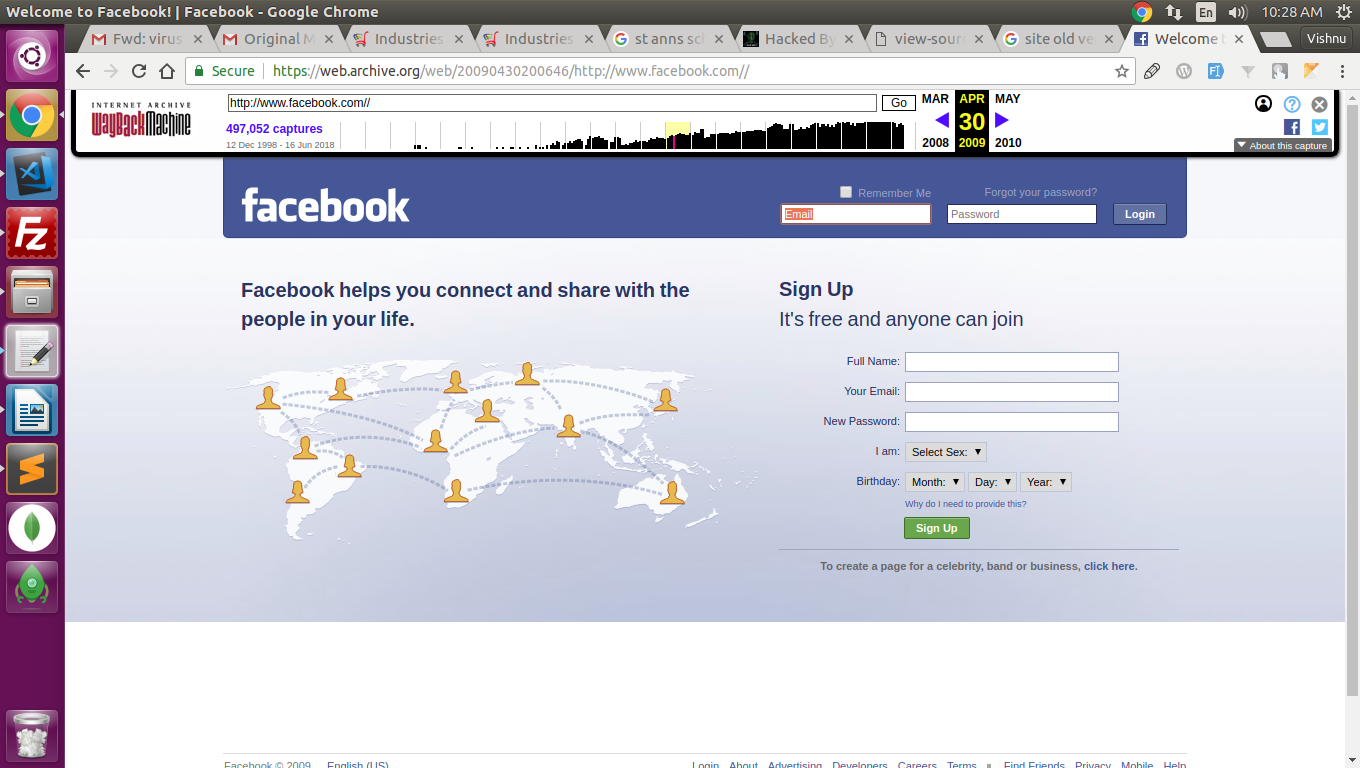 Welcome to Facebook! | Facebook - Google Chrome
En
10:28 AM
Fwd: virus
Original M
Industries
Industries
st anns sch
Hacked By
view-sourc
site old ve
Welcome t
Vishnu
Secure
https://web.archive.org/web/20090430200646/http://www.facebook.com//
INTERNET ARCHIVE
WayBackMachine
http://www.facebook.com//
Go
MAR
APR
MAY
497,052 captures
30
12 Dec 1998 - 16 Jun 2018
2008
2009
2010
About this capture
facebook
Remember Me
Forgot your password?
Email
Password
Login
Facebook helps you connect and share with the
people in your life.
Sign Up
It's free and anyone can join
Full Name:
Your Email:
New Password:
I am:
Select Sex:
Birthday:
Month:
Day:
Year:
Why do I need to provide this?
Sign Up
To create a page for a celebrity, band or business, click here.
Facebook © 2009
English (US)
Login
About
Advertising
Developers
Careers
Terms
Find Friends
Privacy
Mobile
Help